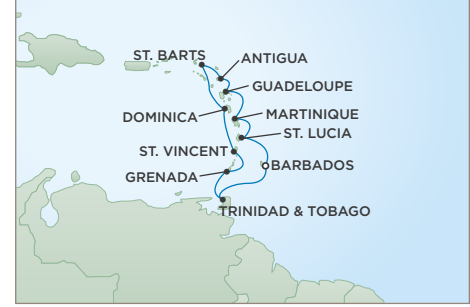 ST. BARTS
ANTIGUA
GUADELOUPE
DOMINICA
MARTINIQUE
ST. LUCIA
ST. VINCENT
BARBADOS
GRENADA
TRINIDAD & TOBAGO